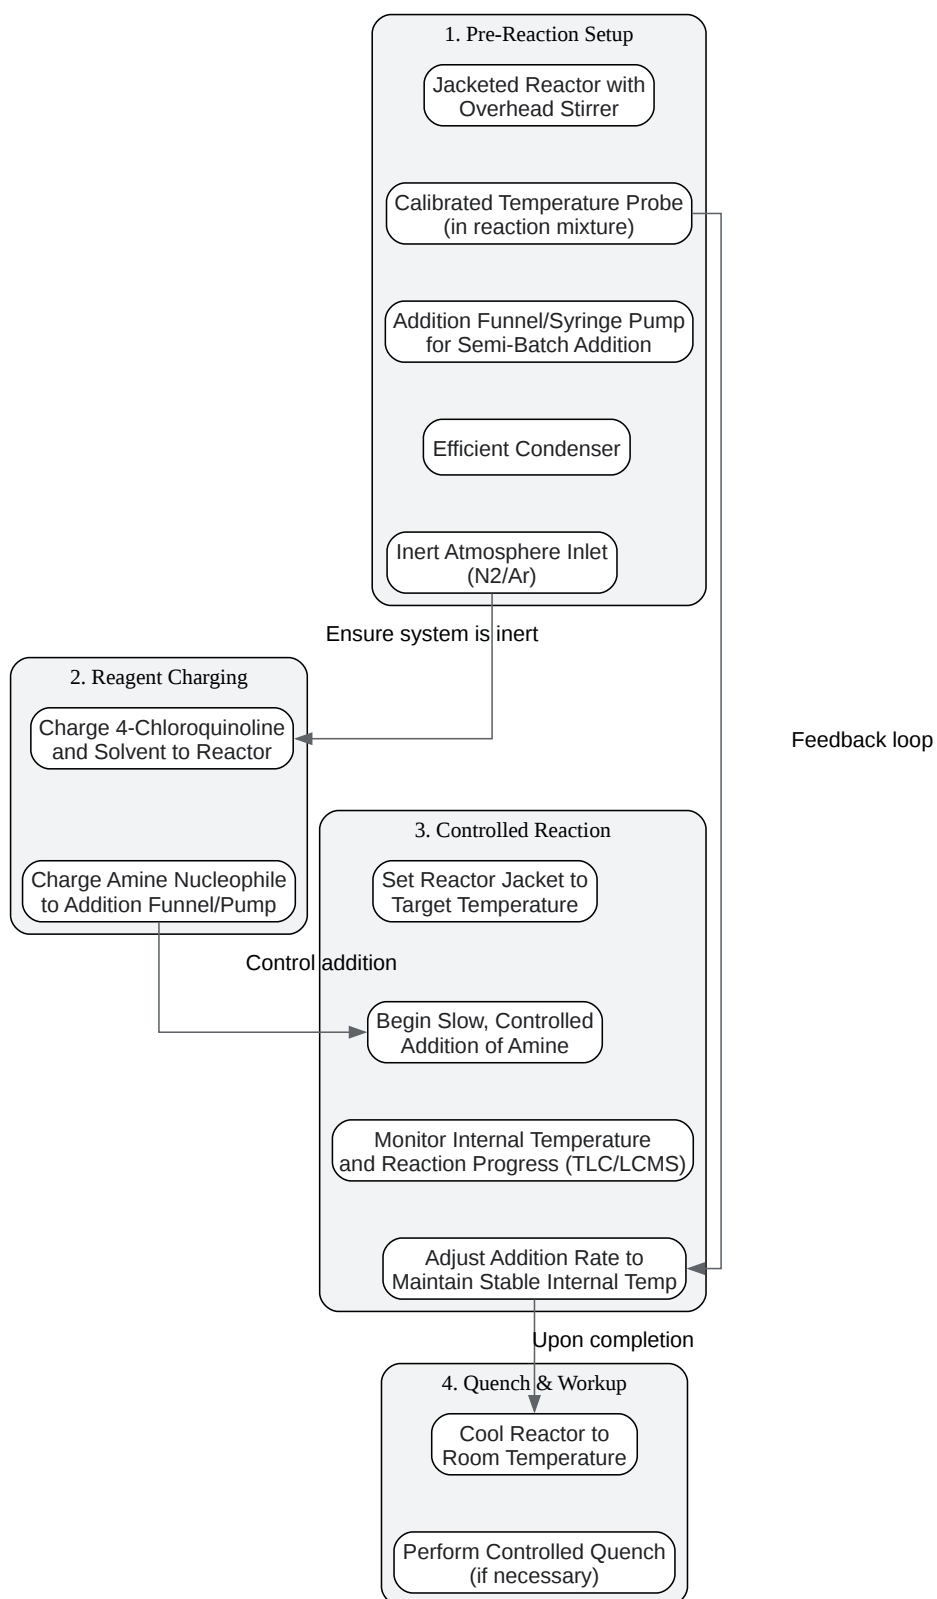 1. Pre-Reaction Setup
Jacketed Reactor with
Overhead Stirrer
Calibrated Temperature Probe
(in reaction mixture)
Addition Funnel/Syringe Pump
for Semi-Batch Addition
Efficient Condenser
Inert Atmosphere Inlet
(N2/Ar)
Ensure system is inert
2. Reagent Charging
Charge 4-Chloroquinoline
and Solvent to Reactor
Feedback loop
Charge Amine Nucleophile
to Addition Funnel/Pump
3. Controlled Reaction
Set Reactor Jacket to
Target Temperature
Control addition
Begin Slow, Controlled
Addition of Amine
Monitor Internal Temperature
and Reaction Progress (TLC/LCMS)
Adjust Addition Rate to
Maintain Stable Internal Temp
Upon completion
4. Quench & Workup
Cool Reactor to
Room Temperature
Perform Controlled Quench
(if necessary)